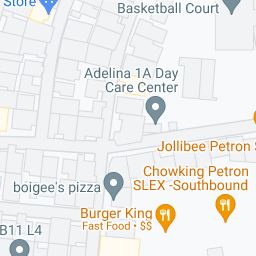 Store
Basketball Court
Adelina 1A Day
Care Center
Jollibee Petron
Chowking Petron
SLEX -Southbound
boigee's pizza
Burger King
Fast Food • $$
B11 L4